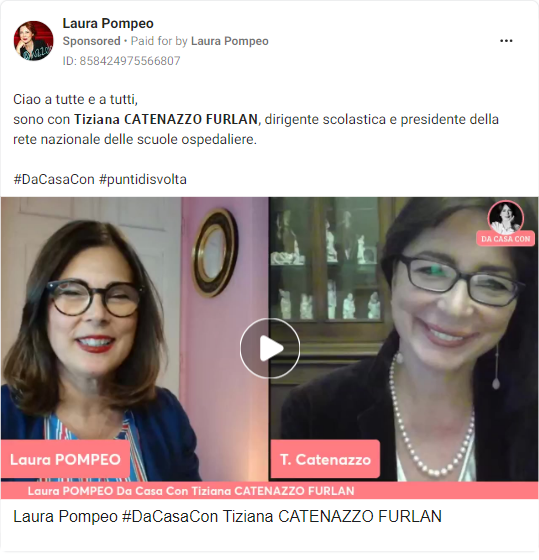 Laura Pompeo
Sponsored • Paid for by Laura Pompeo
ID: 858424975566807
Ciao a tutte e a tutti,
sono con Tiziana CATENAZZO FURLAN, dirigente scolastica e presidente della
rete nazionale delle scuole ospedaliere.
#DaCasaCon #puntidisvolta
DA CASA CON
Laura POMPEO
T. Catenazzo
Laura POMPEO Da Casa Con Tiziana CATENAZZO FURLAN
Laura Pompeo #DaCasaCon Tiziana CATENAZZO FURLAN